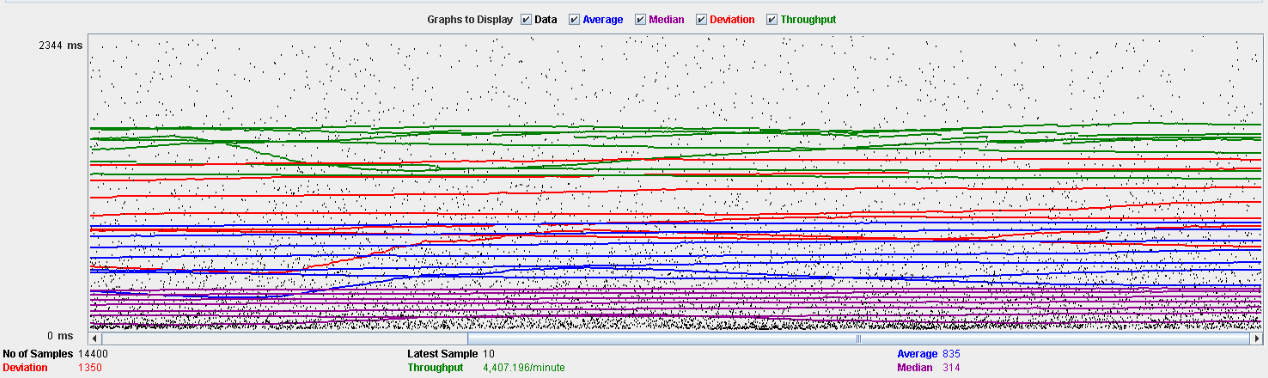 Graphs to Display Data Average Median Deviation Throughput
2344 ms
0 ms
No of Samples 14400 Latest Sample 10 Average 835
Deviation 1350 Throughput 4,407.196/minute Median 314